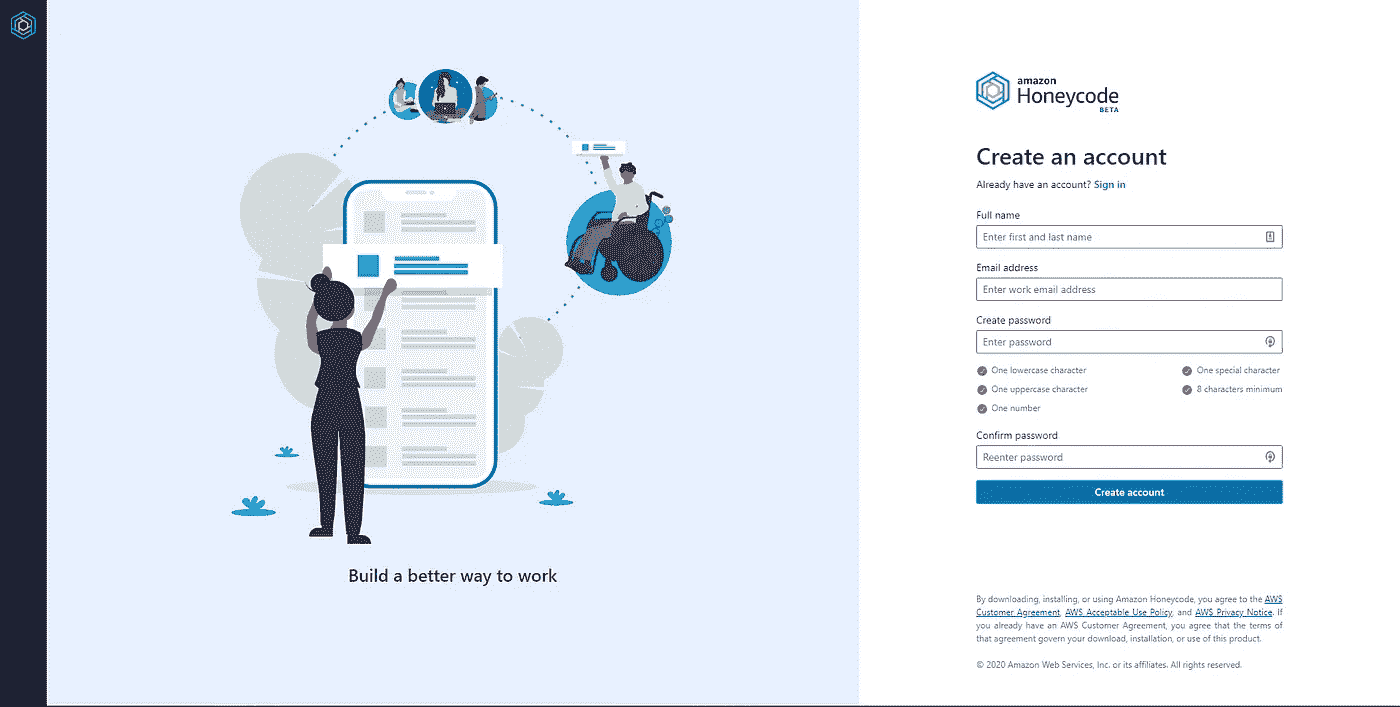 amazon
Honeycode
BETA
Create an account
Already have an account? Sign in
Full name
Enter first and last name
Email address
Enter work email address
Create password
Enter password
One lowercase character
One special character
One uppercase character
8 characters minimum
One number
Confirm password
Reenter password
Create account
Build a better way to work
By downloading, installing, or using Amazon Honeycode, you agree to the AWS
Customer Agreement, AWS Acceptable Use Policy, and AWS Privacy Notice. If
you already have an AWS Customer Agreement, you agree that the terms of
that agreement govern your download, installation, or use of this product.
© 2020 Amazon Web Services, Inc. or its affiliates. All rights reserved.